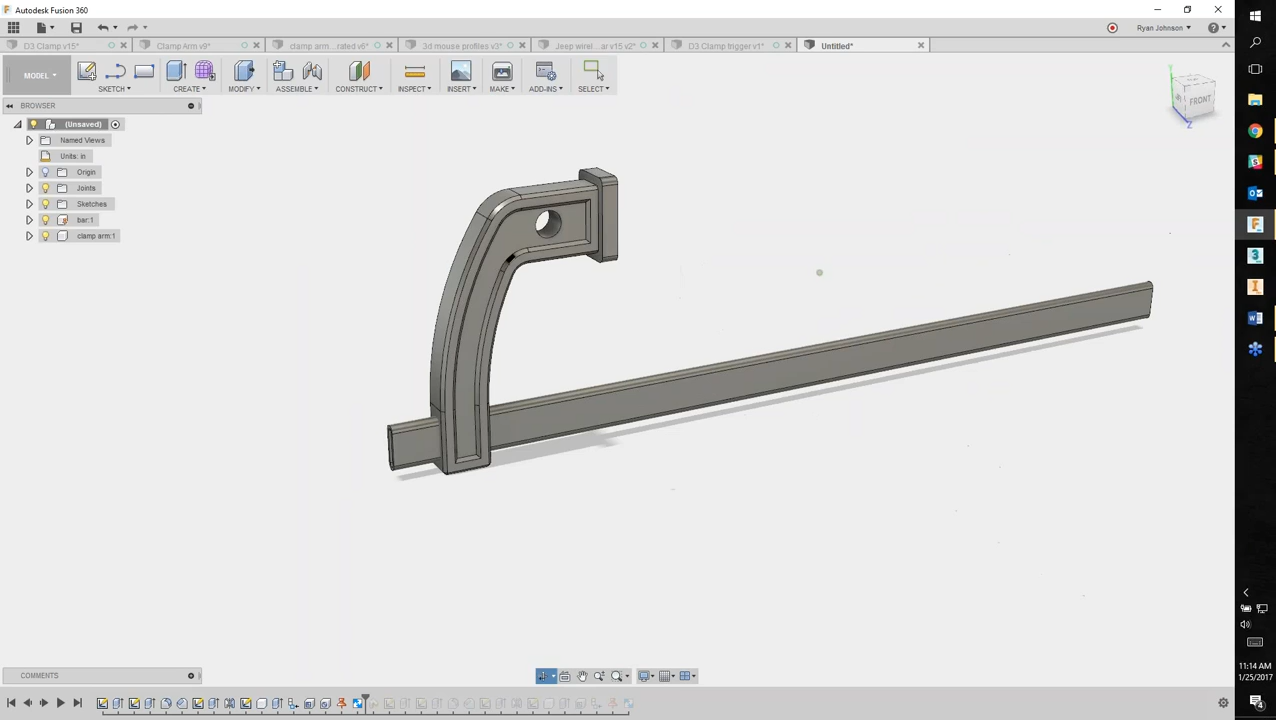 Autodesk Fusion 360
Ryan Johnson
D3 Clamp v15*
Clamp Arm v9*
clamp arm...rated v6*
3d mouse profiles v3*
Jeep wirel...ar v15 v2*
D3 Clamp trigger v1*
Untitled*
MODEL
SKETCH
CREATE
MODIFY
ASSEMBLE
CONSTRUCT
INSPECT
INSERT
MAKE
ADD-INS
SELECT
FRONT
Y
Z
BROWSER
(Unsaved)
Named Views
Units: in
Origin
Joints
Sketches
bar:1
clamp arm:1
COMMENTS
11:14 AM
1/25/2017
4